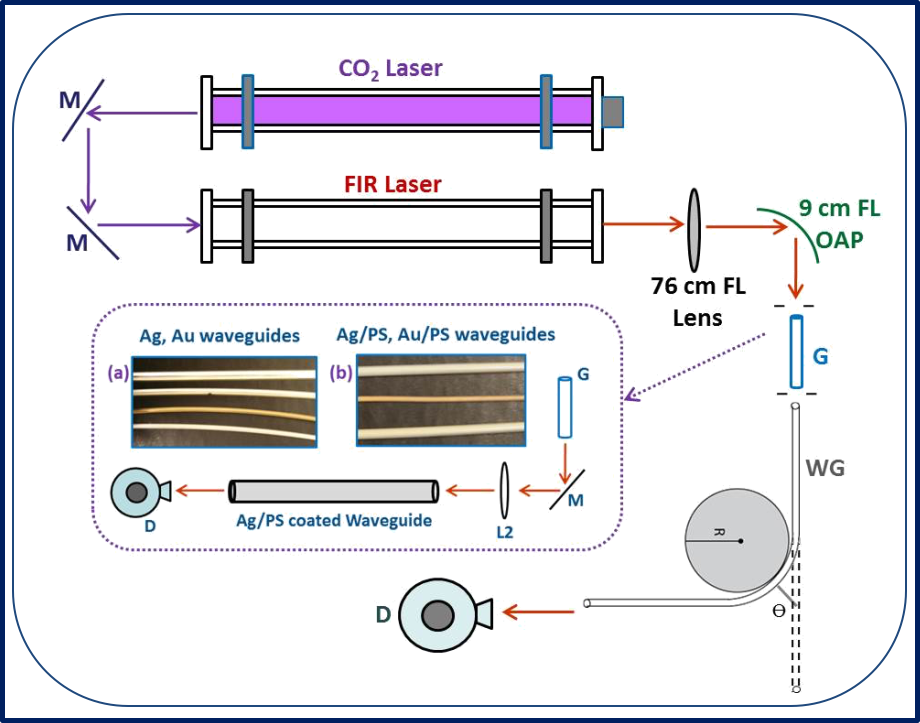 CO₂ Laser
M
FIR Laser
M
9 cm FL
OAP
76 cm FL
Lens
G
WG
R
Ө
D
Ag, Au waveguides
Ag/PS, Au/PS waveguides
(a)
(b)
G
M
L2
Ag/PS coated Waveguide
D